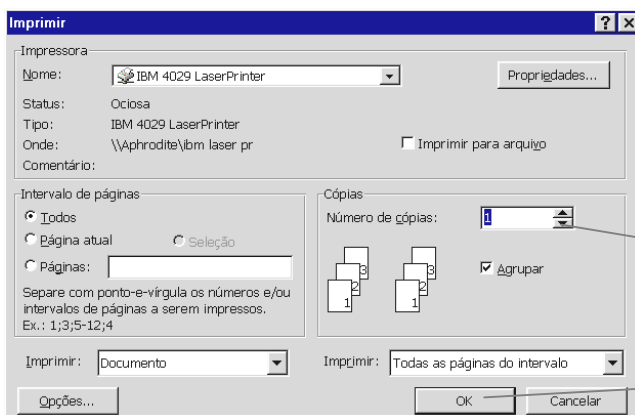 Imprimir
Impressora
Nome: IBM 4029 LaserPrinter Propriedades...
Status: Ociosa
Tipo: IBM 4029 LaserPrinter
Onde: \\Aphrodite\ibm laser pr Imprimir para arquivo
Comentário:
Intervalo de páginas
Todos
Página atual Seleção
Páginas:
Separe com ponto-e-vírgula os números e/ou
intervalos de páginas a serem impressos.
Ex.: 1;3;5-12;4
Cópias
Número de cópias: 1
3 3
2 2
1 1
Agrupar
Imprimir: Documento Imprimir: Todas as páginas do intervalo
Opções... OK Cancelar